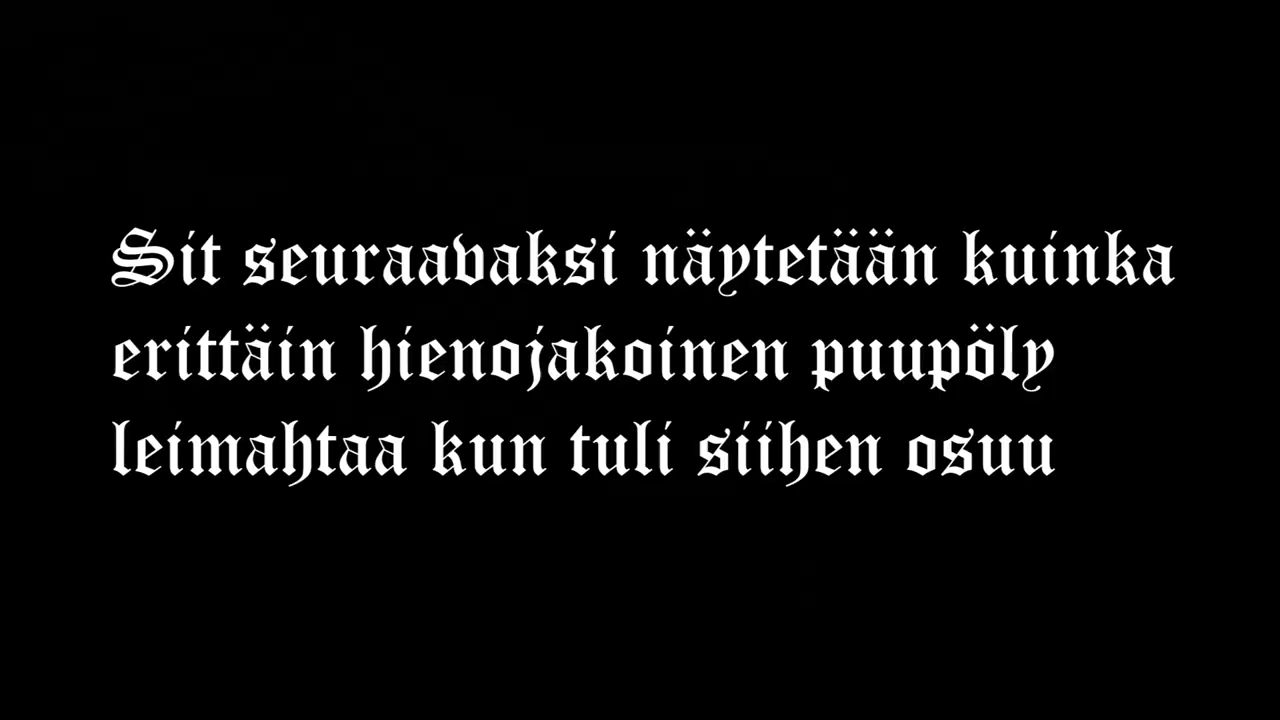 Sit seuraavaksi näytetään kuinka
erittäin hienojakoinen puupöly
leimahtaa kun tuli siihen osuu